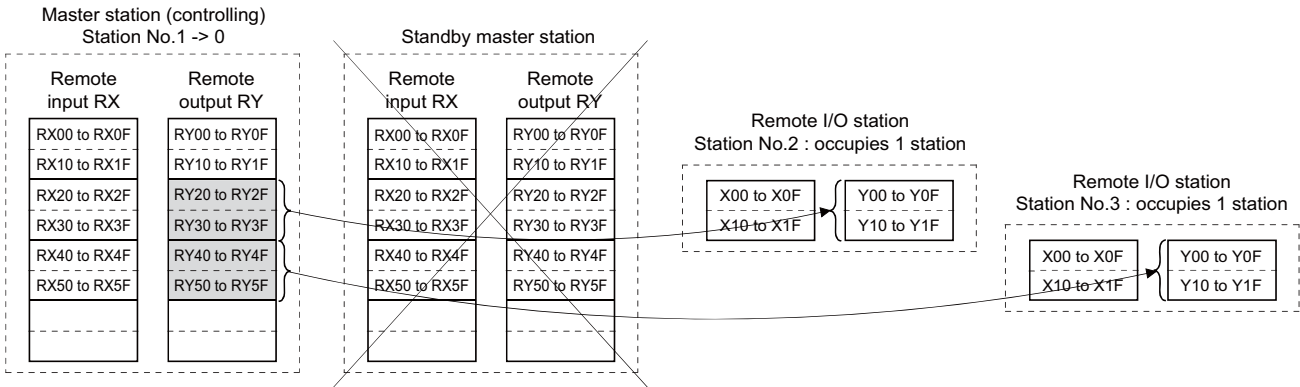 Master station (controlling)
Station No.1 -> 0
Remote
input RX
Remote
output RY
RX00 to RX0F
RX10 to RX1F
RX20 to RX2F
RX30 to RX3F
RX40 to RX4F
RX50 to RX5F
RY00 to RY0F
RY10 to RY1F
RY20 to RY2F
RY30 to RY3F
RY40 to RY4F
RY50 to RY5F
Standby master station
Remote
input RX
Remote
output RY
RX00 to RX0F
RX10 to RX1F
RX20 to RX2F
RX30 to RX3F
RX40 to RX4F
RX50 to RX5F
RY00 to RY0F
RY10 to RY1F
RY20 to RY2F
RY30 to RY3F
RY40 to RY4F
RY50 to RY5F
Remote I/O station
Station No.2 : occupies 1 station
X00 to X0F
X10 to X1F
Y00 to Y0F
Y10 to Y1F
Remote I/O station
Station No.3 : occupies 1 station
X00 to X0F
X10 to X1F
Y00 to Y0F
Y10 to Y1F